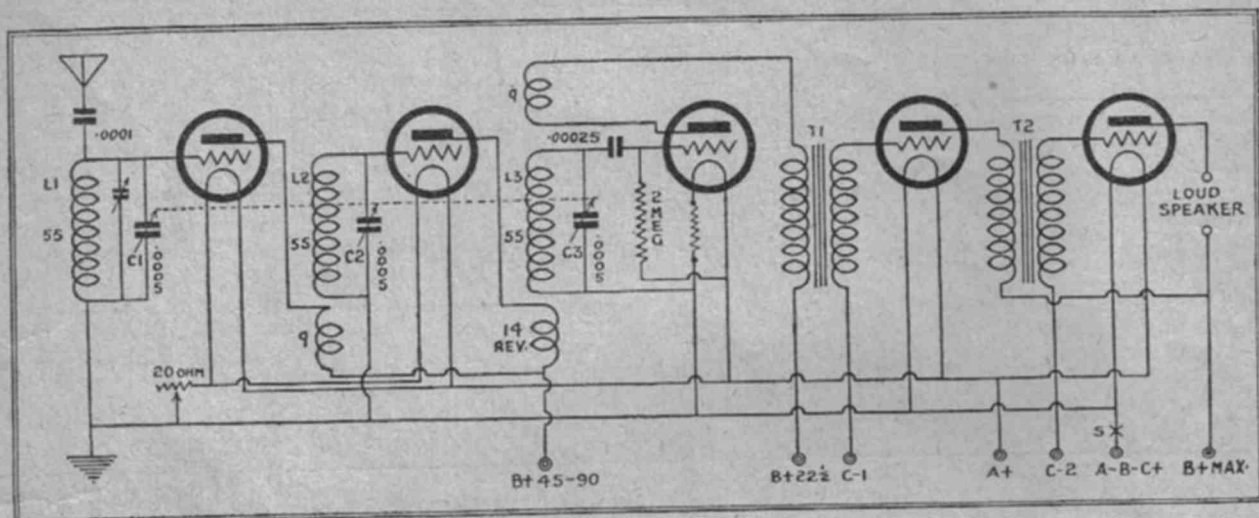 .0001
L1
55
C1
.0005
20 OHM
L2
55
C2
.0005
9
9
L3
55
C3
.0005
.00025
2 MEG
14
REV.
T1
T2
LOUD
SPEAKER
S
B+45-90
B+22½ C-1
A+ C-2 A-B-C+ B+MAX.